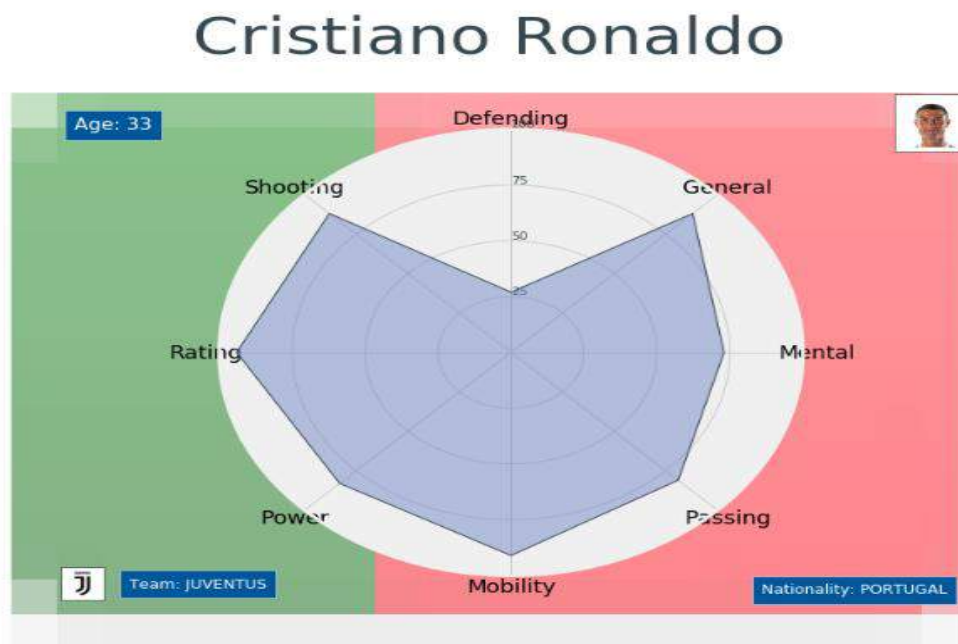 Cristiano Ronaldo
Age: 33
Defending
100
Shooting
General
75
50
25
Rating
Mental
Power
Passing
Mobility
Team: JUVENTUS
Nationality: PORTUGAL